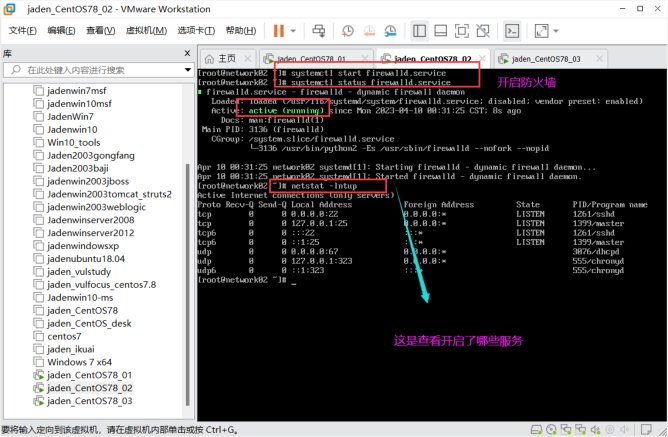 jaden_CentOS78_02 - VMware Workstation
文件(F) 编辑(E) 查看(V) 虚拟机(M) 选项卡(T) 帮助(H)
库
在此处键入内容进行搜索
Jadenwin7msf
jadenwin10msf
JadenWin7
Jadenwin10
Win10_tools
Jaden2003gongfang
Jaden2003baji
jaden2003jboss
Jadenwin2003tomcat_struts2
Jadenwin2003weblogic
Jadenwinserver2008
Jadenwinserver2012
jadenwindowsxp
jadenubuntu18.04
jaden_vulstudy
jaden_vulfocus_centos7.8
Jadenwin10-ms
jaden_CentOS78
jaden_CentOS_desk
centos7
jaden_ikuai
Windows 7 x64
jaden_CentOS78_01
jaden_CentOS78_02
jaden_CentOS78_03
主页 jaden_CentOS78_01 jaden_CentOS78_02 jaden_CentOS78_03
[root@network02 ~]# systemctl start firewalld.service
[root@network02 ~]# systemctl status firewalld.service
开启防火墙
firewalld.service - firewalld - dynamic firewall daemon
Loaded: loaded (/usr/lib/systemd/system/firewalld.service; disabled; vendor preset: enabled)
Active: active (running) since Mon 2023-04-10 00:31:25 CST; 8s ago
Docs: man:firewalld(1)
Main PID: 3136 (firewalld)
CGroup: /system.slice/firewalld.service
└─3136 /usr/bin/python2 -Es /usr/sbin/firewalld --nofork --nopid
Apr 10 00:31:25 network02 systemd[1]: Starting firewalld - dynamic firewall daemon...
Apr 10 00:31:25 network02 systemd[1]: Started firewalld - dynamic firewall daemon.
[root@network02 ~]# netstat -lntup
Active Internet connections (only servers)
Proto Recv-Q Send-Q Local Address Foreign Address State PID/Program name
tcp 0 0 0.0.0.0:22 0.0.0.0:* LISTEN 1261/sshd
tcp 0 0 127.0.0.1:25 0.0.0.0:* LISTEN 1399/master
tcp6 0 0 :::22 :::* LISTEN 1261/sshd
tcp6 0 0 ::1:25 :::* LISTEN 1399/master
udp 0 0 0.0.0.0:67 0.0.0.0:* 3076/dhcpd
udp 0 0 127.0.0.1:323 0.0.0.0:* 555/chronyd
udp6 0 0 ::1:323 :::* 555/chronyd
[root@network02 ~]# _
这是查看开启了哪些服务
要将输入定向到该虚拟机，请在虚拟机内部单击或按 Ctrl+G。